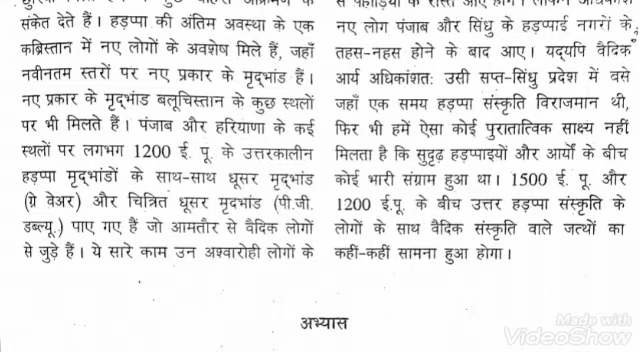 संकेत देते हैं। हड़प्पा की अंतिम अवस्था के एक
कब्रिस्तान में नए लोगों के अवशेष मिले हैं, जहाँ
नवीनतम स्तरों पर नए प्रकार के मृद्भांड हैं।
नए प्रकार के मृद्भांड बलूचिस्तान के कुछ स्थलों
पर भी मिलते हैं। पंजाब और हरियाणा के कई
स्थलों पर लगभग 1200 ई. पू. के उत्तरकालीन
हड़प्पा मृद्भांडों के साथ-साथ धूसर मृद्भांड
(ग्रे वेअर) और चित्रित धूसर मृदभांड (पी.जी.
डब्ल्यू.) पाए गए हैं जो आमतौर से वैदिक लोगों
से जुड़े हैं। ये सारे काम उन अश्वारोही लोगों के
नए लोग पंजाब और सिंधु के हड़प्पाई नगरों के
तहस-नहस होने के बाद आए। यद्यपि वैदिक
आर्य अधिकांशत: उसी सप्त-सिंधु प्रदेश में बसे
जहाँ एक समय हड़प्पा संस्कृति विराजमान थी,
फिर भी हमें ऐसा कोई पुरातात्विक साक्ष्य नहीं
मिलता है कि सुदृढ़ हड़प्पाइयों और आर्यों के बीच
कोई भारी संग्राम हुआ था। 1500 ई. पू. और
1200 ई.पू. के बीच उत्तर हड़प्पा संस्कृति के
लोगों के साथ वैदिक संस्कृति वाले जत्थों का
कहीं-कहीं सामना हुआ होगा।
अभ्यास
Made with
VideoShow